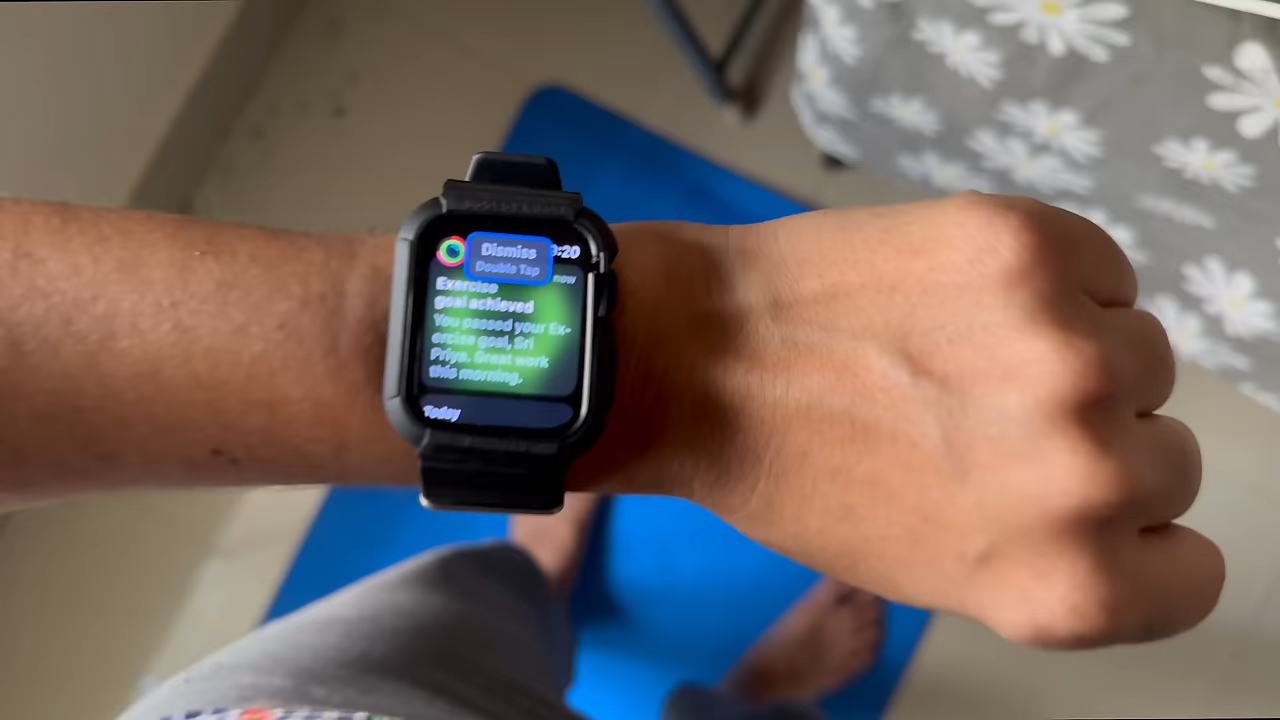 Dismiss
Double Tap
:20
now
Exercise
goal achieved
You passed your Ex-
ercise goal, Sri
Priya. Great work
this morning.
Today